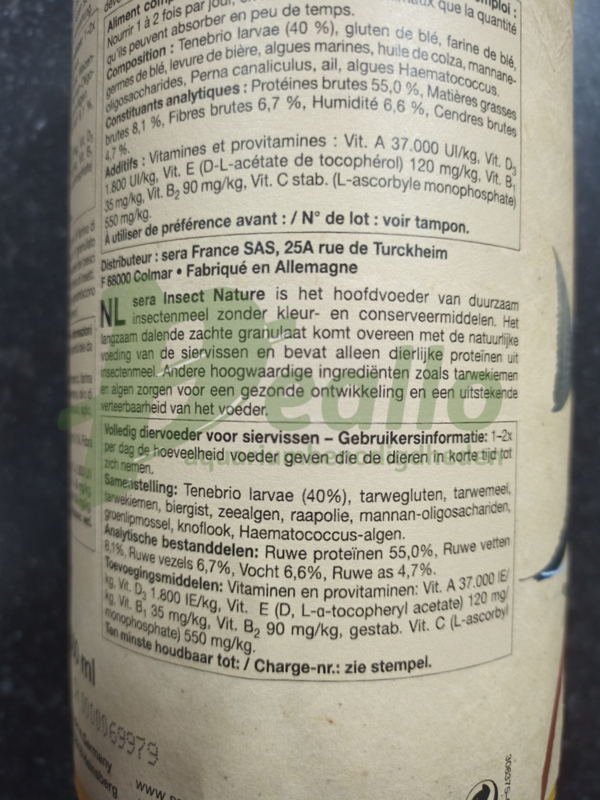 Aliment
Nourrir 1 à 2 fois par jour, que la quantité
qu'ils peuvent absorber en peu de temps.
Composition : Tenebrio larvae (40 %), gluten de blé, farine de blé,
germes de blé, levure de bière, algues marines, huile de colza, mannane-
oligosaccharides, Perna canaliculus, ail, algues Haematococcus.
Constituants analytiques : Protéines brutes 55,0 %, Matières grasses
brutes 8,1 %, Fibres brutes 6,7 %, Humidité 6,6 %, Cendres brutes
4,7 %.
Additifs : Vitamines et provitamines : Vit. A 37.000 UI/kg, Vit. D₃
1.800 UI/kg, Vit. E (D-L-acétate de tocophérol) 120 mg/kg, Vit. B₁
35 mg/kg, Vit. B₂ 90 mg/kg, Vit. C stab. (L-ascorbyle monophosphate)
550 mg/kg.
À utiliser de préférence avant : / N° de lot : voir tampon.
Distributeur : sera France SAS, 25A rue de Turckheim
F 68000 Colmar • Fabriqué en Allemagne
NL sera Insect Nature is het hoofdvoeder van duurzaam
insectenmeel zonder kleur- en conserveermiddelen. Het
langzaam dalende zachte granulaat komt overeen met de natuurlijke
voeding van de siervissen en bevat alleen dierlijke proteïnen uit
insectenmeel. Andere hoogwaardige ingrediënten zoals tarwekiemen
en algen zorgen voor een gezonde ontwikkeling en een uitstekende
verteerbaarheid van het voeder.
Volledig diervoeder voor siervissen – Gebruikersinformatie: 1–2x
per dag de hoeveelheid voeder geven die de dieren in korte tijd tot
zich nemen.
Samenstelling: Tenebrio larvae (40%), tarwegluten, tarwemeel,
tarwekiemen, biergist, zeealgen, raapolie, mannan-oligosachariden,
groenlipmossel, knoflook, Haematococcus-algen.
Analytische bestanddelen: Ruwe proteïnen 55,0%, Ruwe vetten
8,1%, Ruwe vezels 6,7%, Vocht 6,6%, Ruwe as 4,7%.
Toevoegingsmiddelen: Vitaminen en provitaminen: Vit. A 37.000 IE/
kg, Vit. D₃ 1.800 IE/kg, Vit. E (D, L-α-tocopheryl acetate) 120 mg/
kg, Vit. B₁ 35 mg/kg, Vit. B₂ 90 mg/kg, gestab. Vit. C (L-ascorbyl
monophosphate) 550 mg/kg.
Ten minste houdbaar tot: / Charge-nr.: zie stempel.
ml
0000069979
Germany
www.